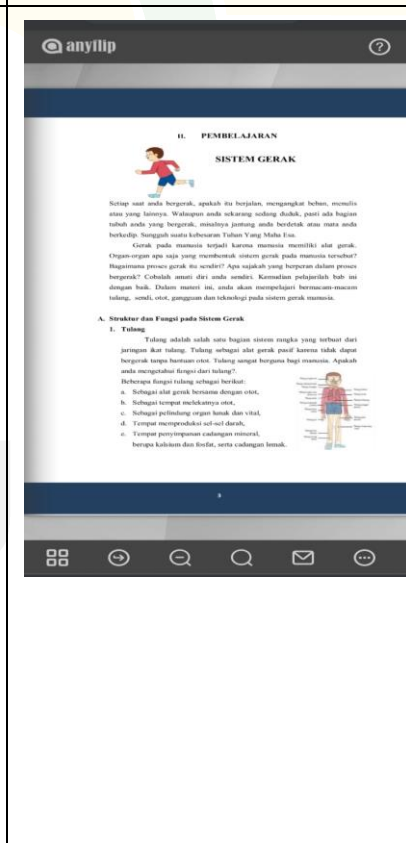 anyflip
II. PEMBELAJARAN
SISTEM GERAK
Setiap saat anda bergerak, apakah itu berjalan, mengangkat beban, menulis
atau yang lainnya. Walaupun anda sekarang sedang duduk, pasti ada bagian
tubuh anda yang bergerak, misalnya jantung anda berdetak atau mata anda
berkedip. Sungguh suatu kebesaran Tuhan Yang Maha Esa.
Gerak pada manusia terjadi karena manusia memiliki alat gerak.
Organ-organ apa saja yang membentuk sistem gerak pada manusia tersebut?
Bagaimana proses gerak itu sendiri? Apa sajakah yang berperan dalam proses
bergerak? Cobalah amati diri anda sendiri. Kemudian pelajarilah bab ini
dengan baik. Dalam materi ini, anda akan mempelajari bermacam-macam
tulang, sendi, otot, gangguan dan teknologi pada sistem gerak manusia.
A. Struktur dan Fungsi pada Sistem Gerak
1. Tulang
Tulang adalah salah satu bagian sistem rangka yang terbuat dari
jaringan ikat tulang. Tulang sebagai alat gerak pasif karena tidak dapat
bergerak tanpa bantuan otot. Tulang sangat berguna bagi manusia. Apakah
anda mengetahui fungsi dari tulang?.
Beberapa fungsi tulang sebagai berikut:
a. Sebagai alat gerak bersama dengan otot,
b. Sebagai tempat melekatnya otot,
c. Sebagai pelindung organ lunak dan vital,
d. Tempat memproduksi sel-sel darah,
e. Tempat penyimpanan cadangan mineral,
berupa kalsium dan fosfat, serta cadangan lemak.